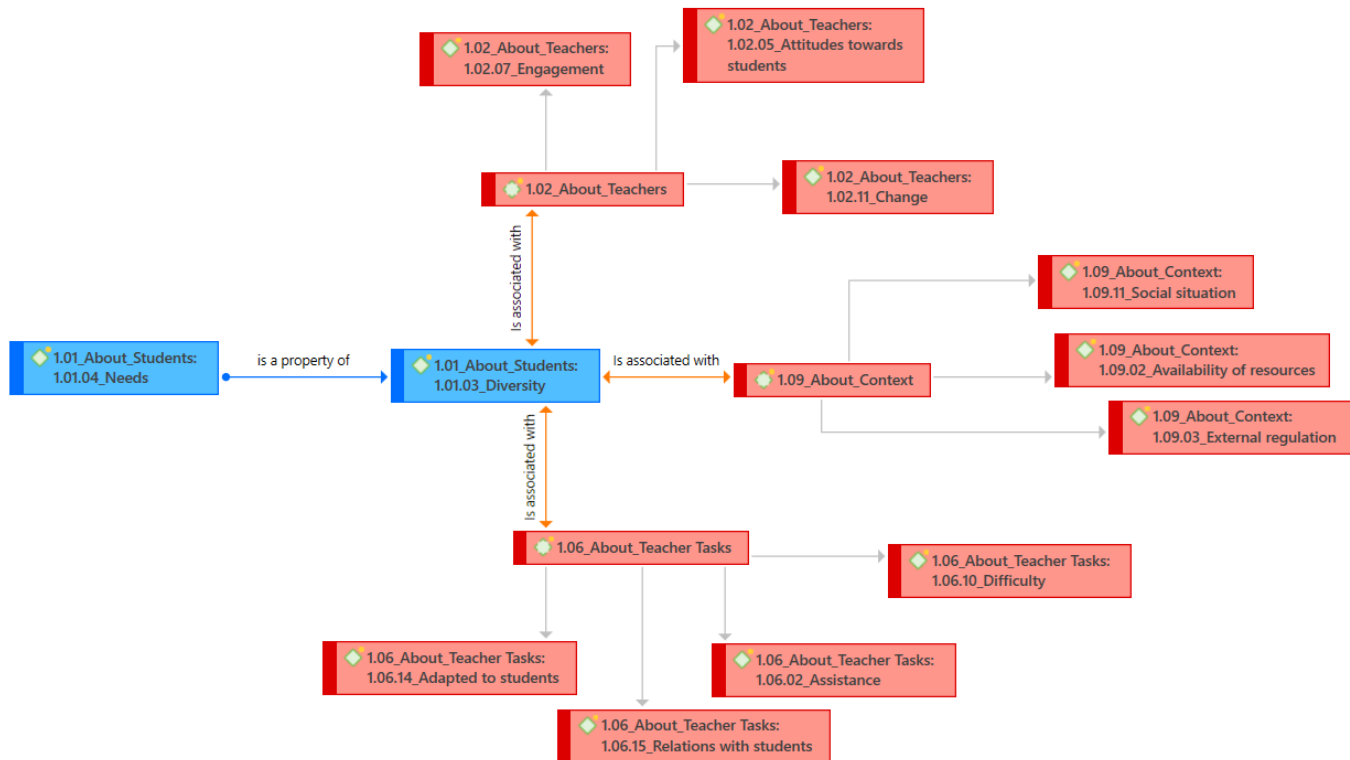 1.02_About_Teachers:
1.02.05_Attitudes towards
students
1.02_About_Teachers:
1.02.07_Engagement
1.02_About_Teachers
1.02_About_Teachers:
1.02.11_Change
Is associated with
1.09_About_Context:
1.09.11_Social situation
1.01_About_Students:
1.01.04_Needs
is a property of
1.01_About_Students:
1.01.03_Diversity
Is associated with
1.09_About_Context
1.09_About_Context:
1.09.02_Availability of resources
1.09_About_Context:
1.09.03_External regulation
Is associated with
1.06_About_Teacher Tasks
1.06_About_Teacher Tasks:
1.06.10_Difficulty
1.06_About_Teacher Tasks:
1.06.14_Adapted to students
1.06_About_Teacher Tasks:
1.06.02_Assistance
1.06_About_Teacher Tasks:
1.06.15_Relations with students